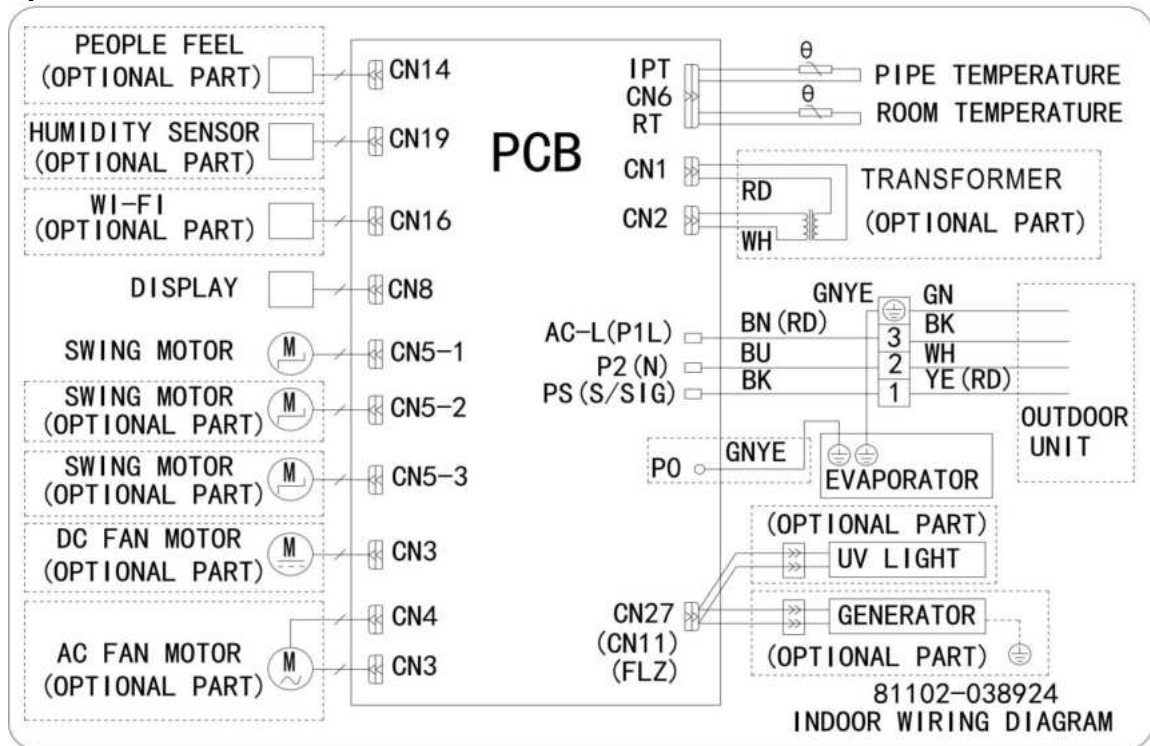 PEOPLE FEEL
(OPTIONAL PART)
CN14
HUMIDITY SENSOR
(OPTIONAL PART)
CN19
WI-FI
(OPTIONAL PART)
CN16
DISPLAY
CN8
SWING MOTOR
M
CN5-1
SWING MOTOR
(OPTIONAL PART)
M
CN5-2
SWING MOTOR
(OPTIONAL PART)
M
CN5-3
DC FAN MOTOR
(OPTIONAL PART)
M
CN3
CN4
AC FAN MOTOR
(OPTIONAL PART)
M
CN3
PCB
IPT
CN6
RT
θ
PIPE TEMPERATURE
θ
ROOM TEMPERATURE
CN1
CN2
RD
WH
TRANSFORMER
(OPTIONAL PART)
AC-L(P1L)
P2(N)
PS(S/SIG)
BN(RD)
BU
BK
GNYE
3
2
1
GN
BK
WH
YE(RD)
OUTDOOR
UNIT
P0
GNYE
EVAPORATOR
(OPTIONAL PART)
UV LIGHT
CN27
(CN11)
(FLZ)
GENERATOR
(OPTIONAL PART)
81102-038924
INDOOR WIRING DIAGRAM